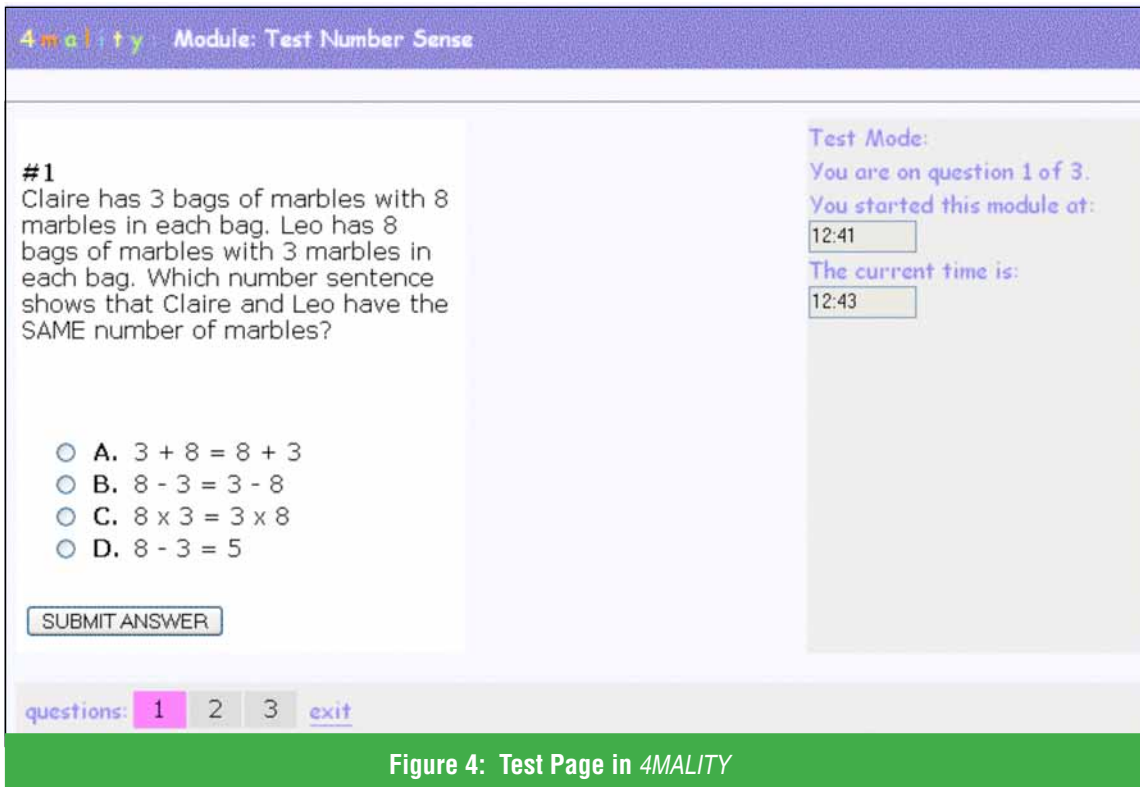 4mality: Module: Test Number Sense
#1
Claire has 3 bags of marbles with 8
marbles in each bag. Leo has 8
bags of marbles with 3 marbles in
each bag. Which number sentence
shows that Claire and Leo have the
SAME number of marbles?
A. 3 + 8 = 8 + 3
B. 8 - 3 = 3 - 8
C. 8 x 3 = 3 x 8
D. 8 - 3 = 5
SUBMIT ANSWER
Test Mode:
You are on question 1 of 3.
You started this module at:
12:41
The current time is:
12:43
questions: 1 2 3 exit
Figure 4: Test Page in 4MALITY